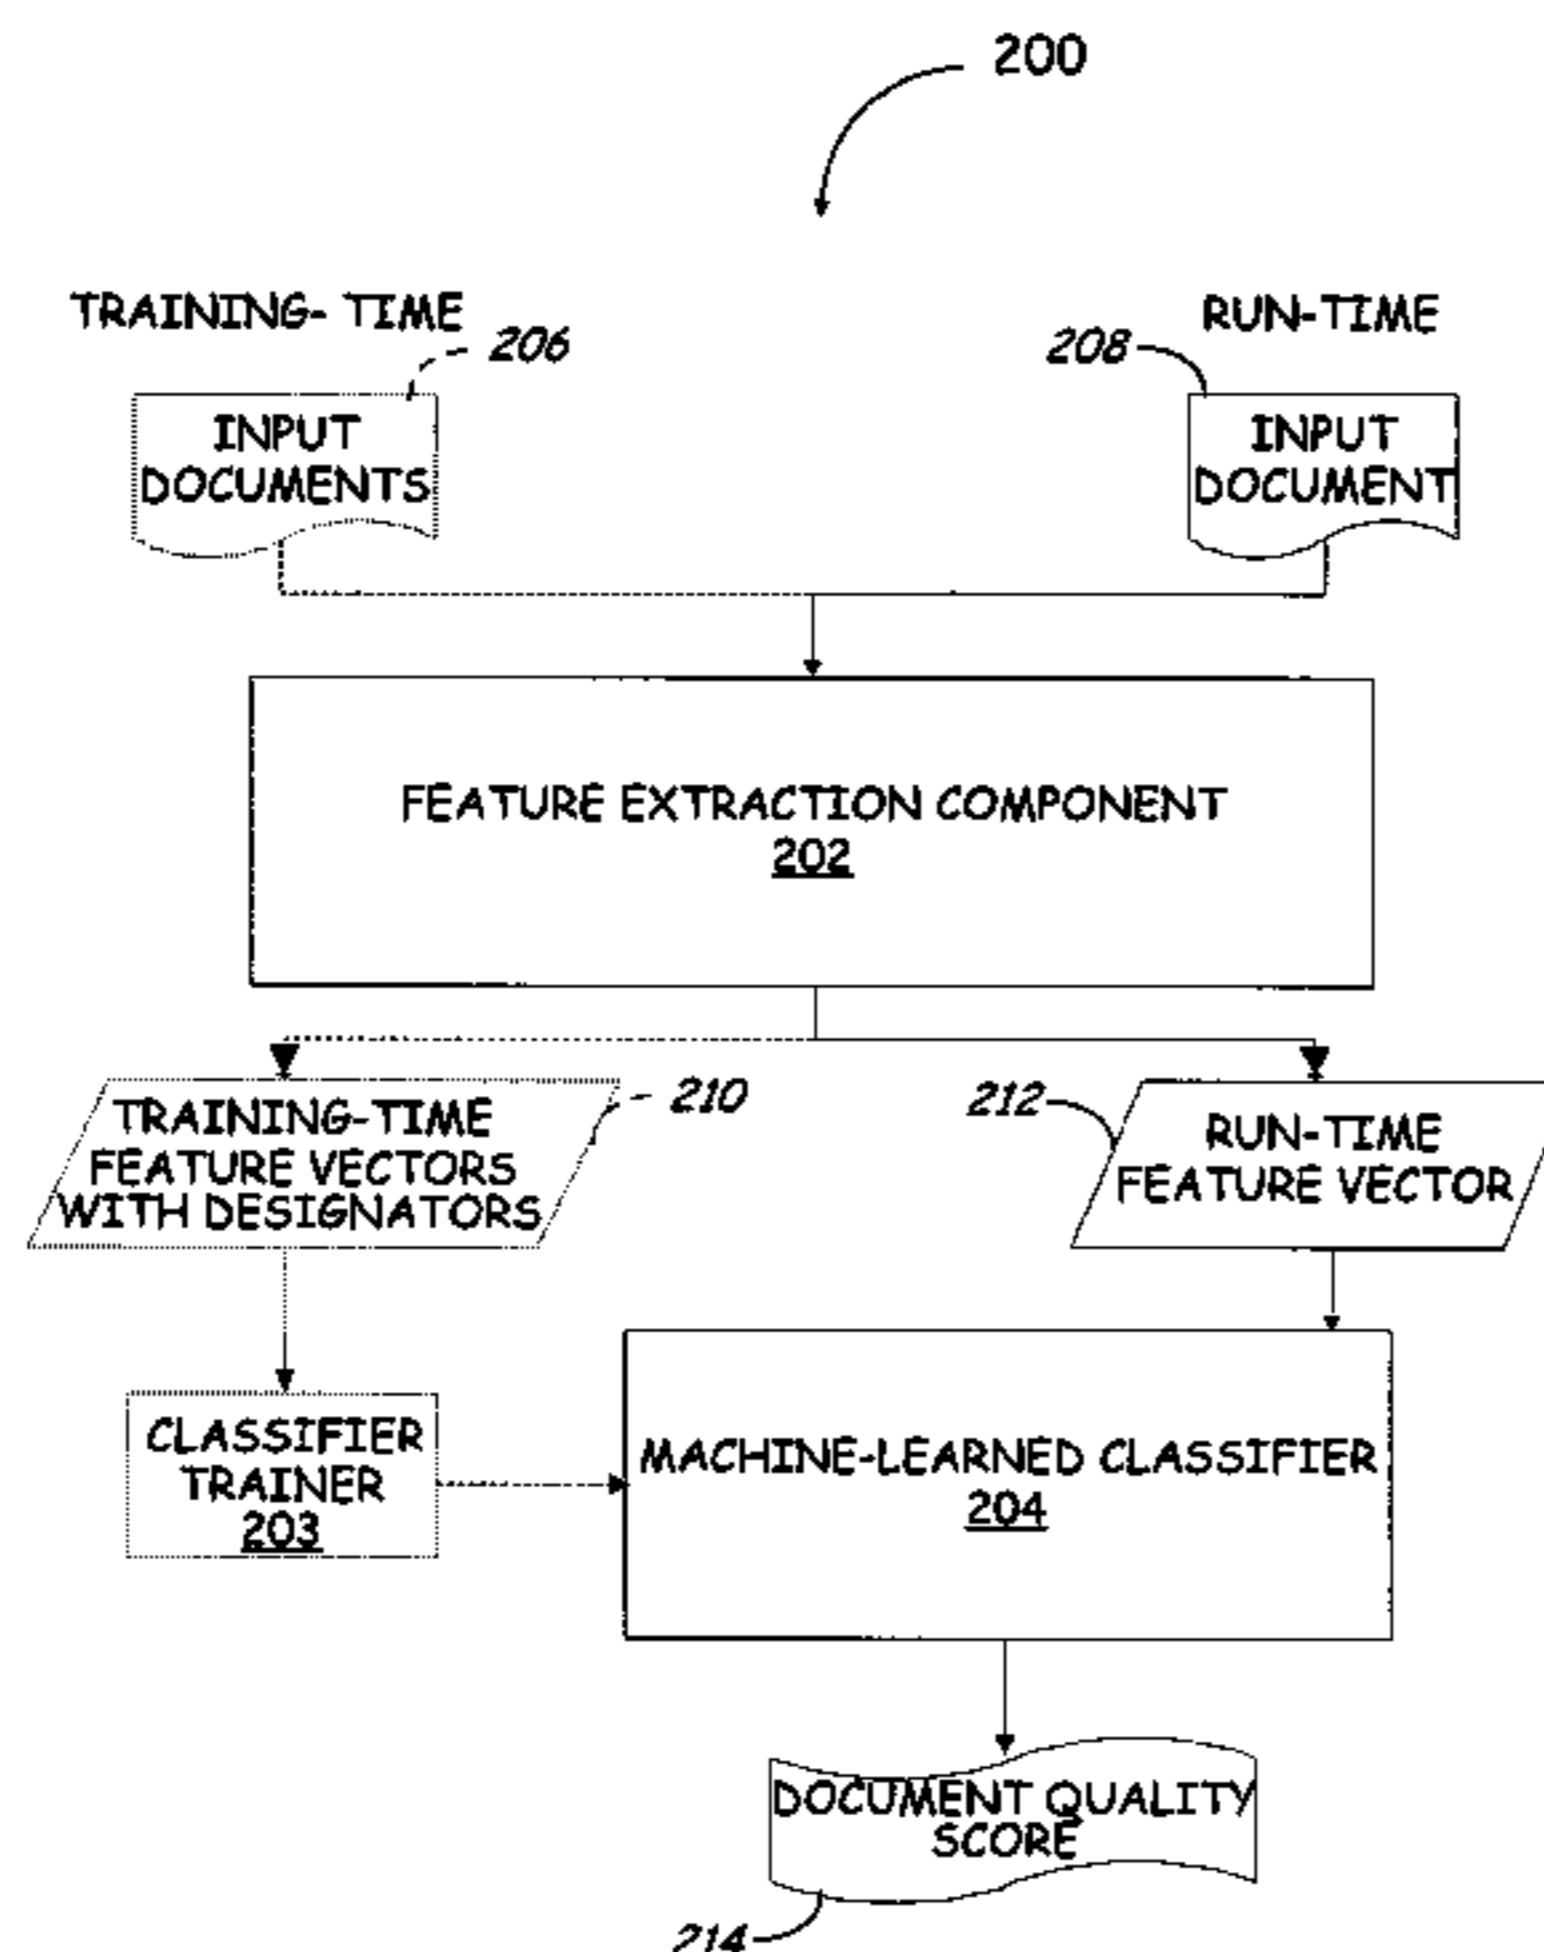 200
TRAINING- TIME
RUN-TIME
206
208
INPUT
DOCUMENTS
INPUT
DOCUMENT
FEATURE EXTRACTION COMPONENT
202
210
212
TRAINING-TIME
FEATURE VECTORS
WITH DESIGNATORS
RUN-TIME
FEATURE VECTOR
CLASSIFIER
TRAINER
203
MACHINE-LEARNED CLASSIFIER
204
DOCUMENT QUALITY
SCORE
214